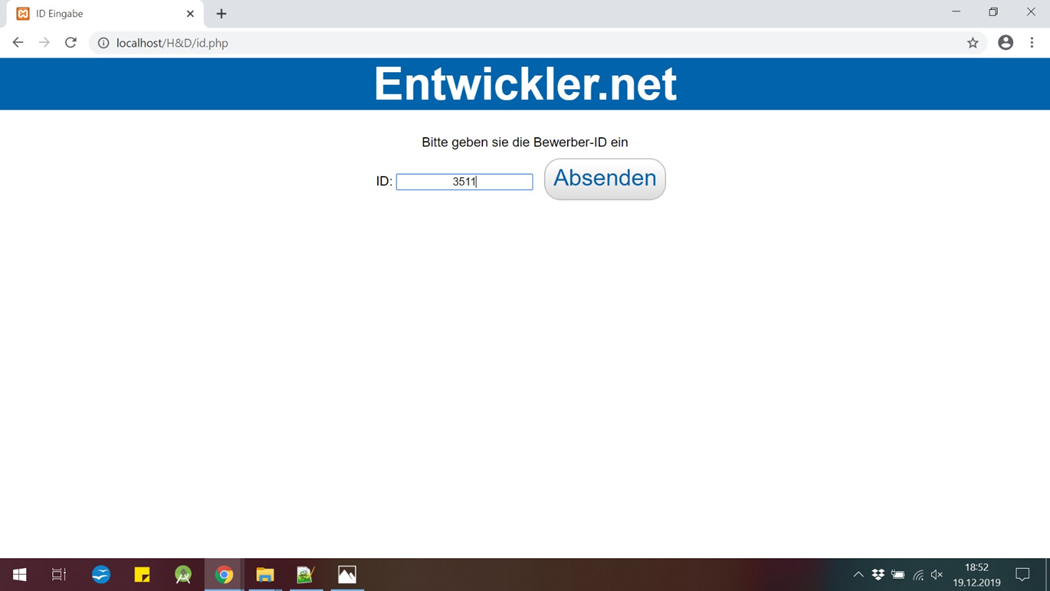 ID Eingabe
localhost/H&D/id.php
Entwickler.net
Bitte geben sie die Bewerber-ID ein
ID: 3511 Absenden
18:52
19.12.2019